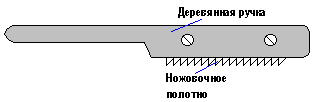 Деревянная ручка
Ножовочное
полотно